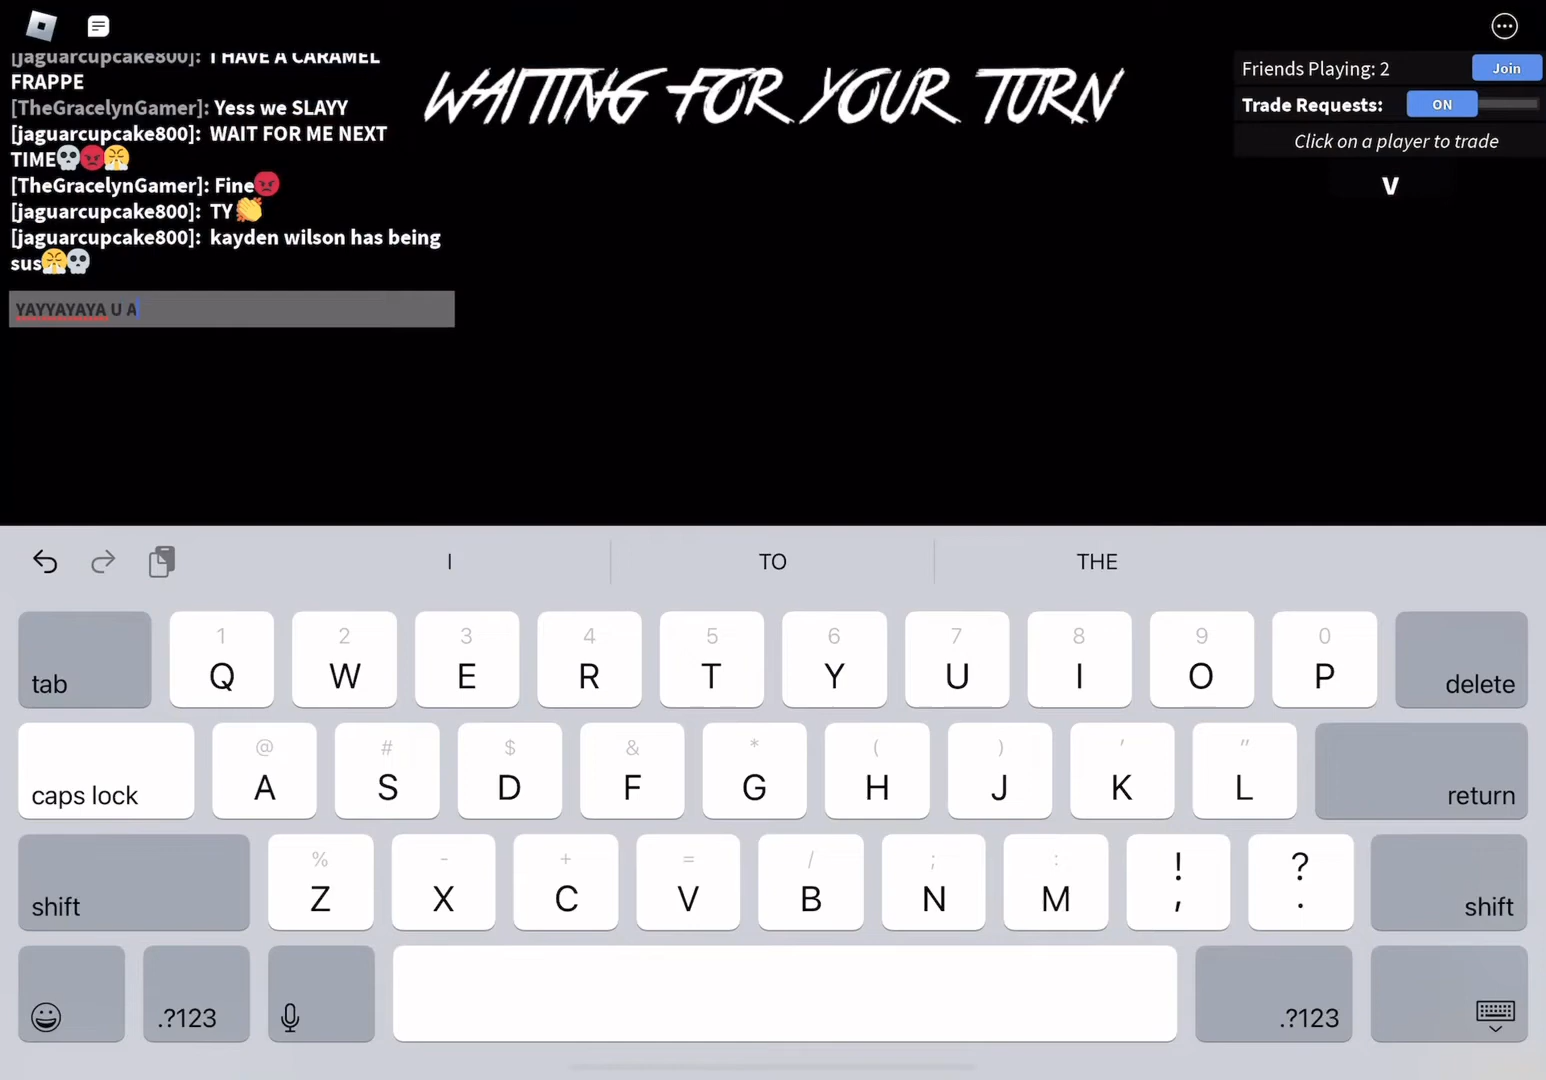 [jaguarcupcake800]: I HAVE A CARAMEL
FRAPPE
[TheGracelynGamer]: Yess we SLAYY
[jaguarcupcake800]: WAIT FOR ME NEXT
TIME💀😡😤
[TheGracelynGamer]: Fine😡
[jaguarcupcake800]: TY👏
[jaguarcupcake800]: kayden wilson has being
sus😤💀
YAYYAYAYA U A
WAITING FOR YOUR TURN
Friends Playing: 2 Join
Trade Requests: ON
Click on a player to trade
V
I TO THE
1 2 3 4 5 6 7 8 9 0
tab Q W E R T Y U I O P delete
@ # $ & * ( ) ' "
caps lock A S D F G H J K L return
% - + = / ; : ! ?
shift Z X C V B N M , . shift
.?123 .?123